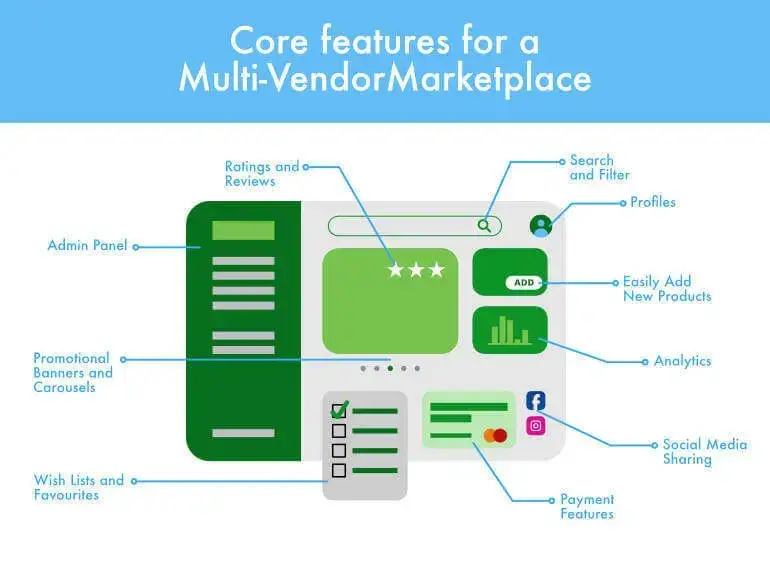 Core features for a
Multi-VendorMarketplace
Ratings and
Reviews
Search
and Filter
Profiles
Admin Panel
ADD
Easily Add
New Products
Promotional
Banners and
Carousels
Analytics
Social Media
Sharing
Wish Lists and
Favourites
Payment
Features